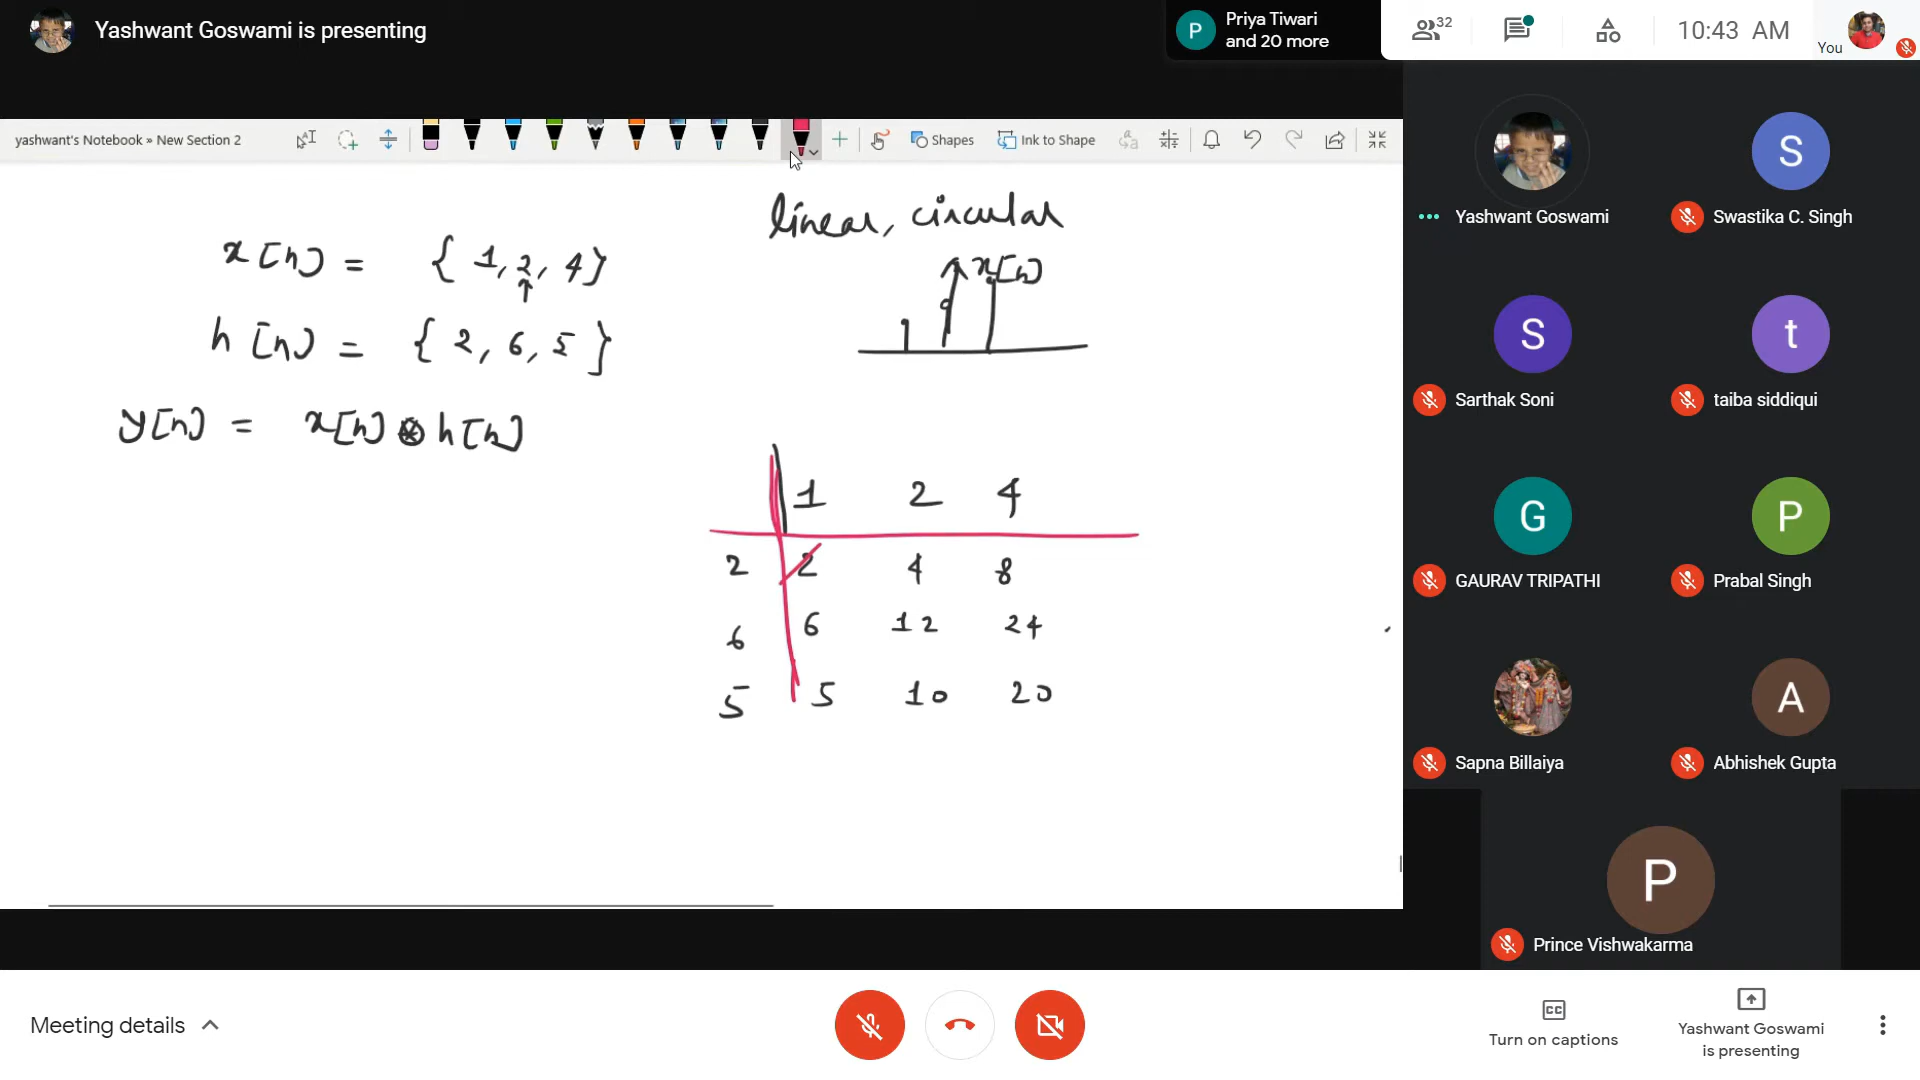 Yashwant Goswami is presenting
P
Priya Tiwari
and 20 more
32
10:43 AM
You
yashwant's Notebook » New Section 2
Shapes
Ink to Shape
linear, circular
x[n] = { 1, 2, 4}
↑
x[n]
h[n] = { 2, 6, 5 }
y[n] = x[n] ⊛ h[n]
1 2 4
2 2 4 8
6 6 12 24
5 5 10 20
Yashwant Goswami
S
Swastika C. Singh
S
Sarthak Soni
t
taiba siddiqui
G
GAURAV TRIPATHI
P
Prabal Singh
Sapna Billaiya
A
Abhishek Gupta
P
Prince Vishwakarma
Meeting details
CC
Turn on captions
Yashwant Goswami
is presenting